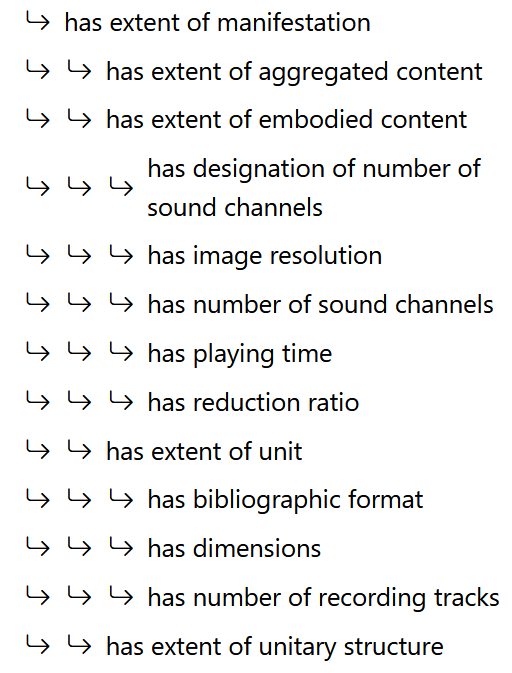 ↪ has extent of manifestation
↪ ↪ has extent of aggregated content
↪ ↪ has extent of embodied content
↪ ↪ ↪ has designation of number of
sound channels
↪ ↪ ↪ has image resolution
↪ ↪ ↪ has number of sound channels
↪ ↪ ↪ has playing time
↪ ↪ ↪ has reduction ratio
↪ ↪ has extent of unit
↪ ↪ ↪ has bibliographic format
↪ ↪ ↪ has dimensions
↪ ↪ ↪ has number of recording tracks
↪ ↪ has extent of unitary structure